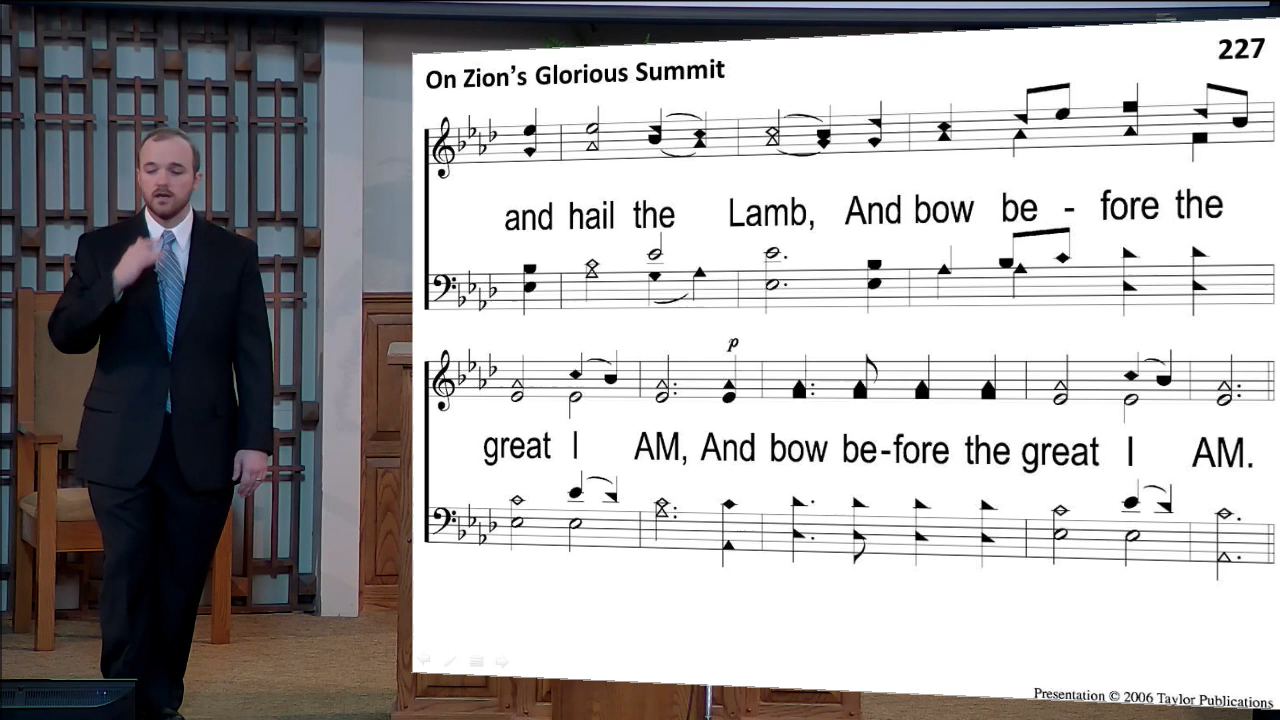 On Zion's Glorious Summit
227
and hail the Lamb, And bow be - fore the
p
great I AM, And bow be-fore the great I AM.
Presentation © 2006 Taylor Publications